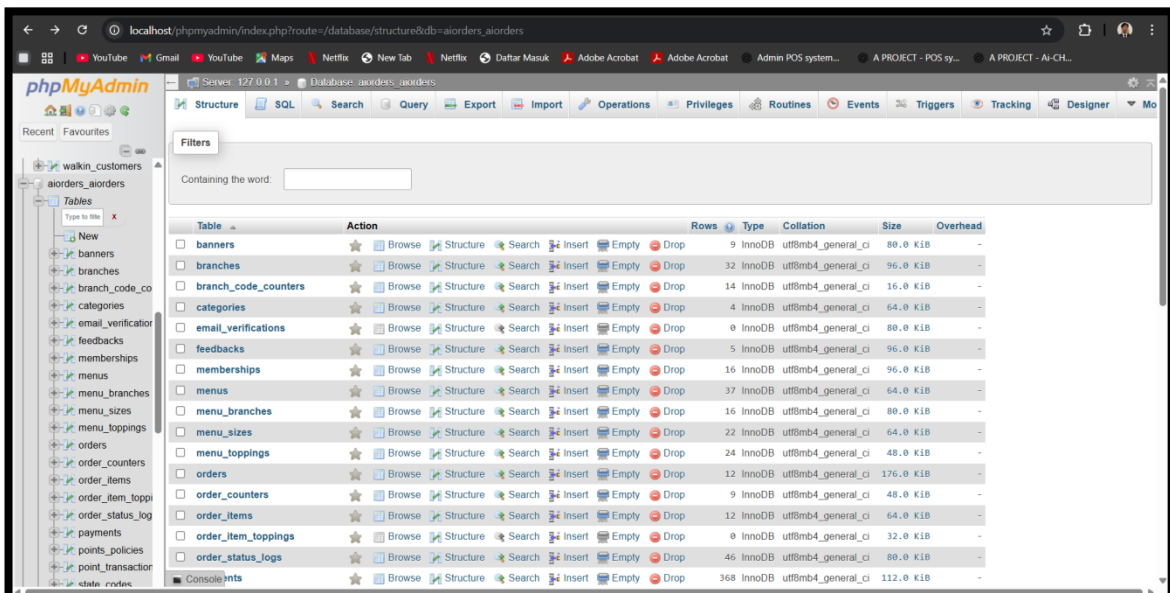 localhost/phpmyadmin/index.php?route=/database/structure&db=aiorders_aiorders
YouTube Gmail YouTube Maps Netflix New Tab Netflix Daftar Masuk Adobe Acrobat Adobe Acrobat Admin POS system... A PROJECT - POS sy... A PROJECT - Ai-CH...
phpMyAdmin
Recent Favourites
walkin_customers
aiorders_aiorders
Tables
Type to filte X
New
banners
branches
branch_code_co
categories
email_verification
feedbacks
memberships
menus
menu_branches
menu_sizes
menu_toppings
orders
order_counters
order_items
order_item_toppi
order_status_log
payments
points_policies
point_transaction
state_codes
Server: 127.0.0.1 » Database: aiorders_aiorders
Structure SQL Search Query Export Import Operations Privileges Routines Events Triggers Tracking Designer Mo
Filters
Containing the word:
Table Action Rows Type Collation Size Overhead
banners Browse Structure Search Insert Empty Drop 9 InnoDB utf8mb4_general_ci 80.0 KiB -
branches Browse Structure Search Insert Empty Drop 32 InnoDB utf8mb4_general_ci 96.0 KiB -
branch_code_counters Browse Structure Search Insert Empty Drop 14 InnoDB utf8mb4_general_ci 16.0 KiB -
categories Browse Structure Search Insert Empty Drop 4 InnoDB utf8mb4_general_ci 64.0 KiB -
email_verifications Browse Structure Search Insert Empty Drop 0 InnoDB utf8mb4_general_ci 80.0 KiB -
feedbacks Browse Structure Search Insert Empty Drop 5 InnoDB utf8mb4_general_ci 96.0 KiB -
memberships Browse Structure Search Insert Empty Drop 16 InnoDB utf8mb4_general_ci 96.0 KiB -
menus Browse Structure Search Insert Empty Drop 37 InnoDB utf8mb4_general_ci 64.0 KiB -
menu_branches Browse Structure Search Insert Empty Drop 16 InnoDB utf8mb4_general_ci 80.0 KiB -
menu_sizes Browse Structure Search Insert Empty Drop 22 InnoDB utf8mb4_general_ci 64.0 KiB -
menu_toppings Browse Structure Search Insert Empty Drop 24 InnoDB utf8mb4_general_ci 48.0 KiB -
orders Browse Structure Search Insert Empty Drop 12 InnoDB utf8mb4_general_ci 176.0 KiB -
order_counters Browse Structure Search Insert Empty Drop 9 InnoDB utf8mb4_general_ci 48.0 KiB -
order_items Browse Structure Search Insert Empty Drop 12 InnoDB utf8mb4_general_ci 64.0 KiB -
order_item_toppings Browse Structure Search Insert Empty Drop 0 InnoDB utf8mb4_general_ci 32.0 KiB -
order_status_logs Browse Structure Search Insert Empty Drop 46 InnoDB utf8mb4_general_ci 80.0 KiB -
Console ents Browse Structure Search Insert Empty Drop 368 InnoDB utf8mb4_general_ci 112.0 KiB -